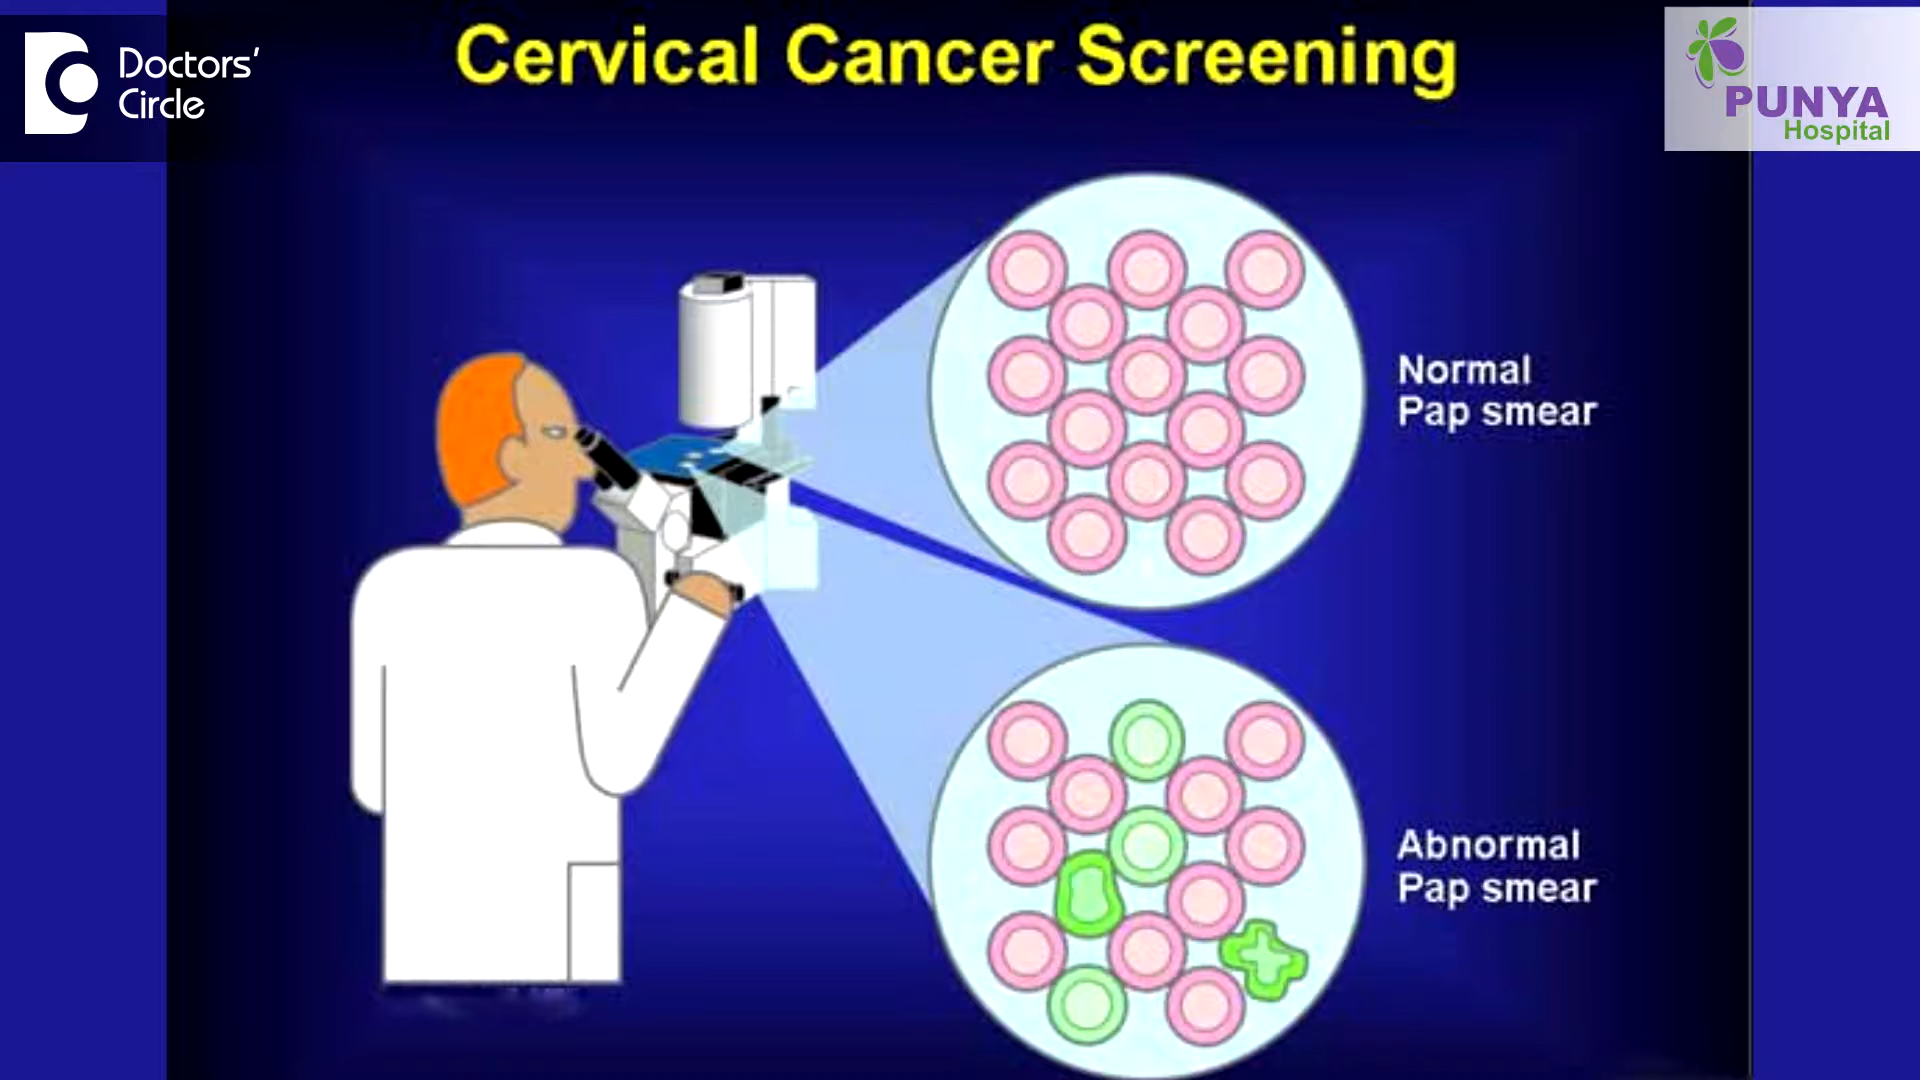 Doctors'
Circle
Cervical Cancer Screening
PUNYA
Hospital
Normal
Pap smear
Abnormal
Pap smear